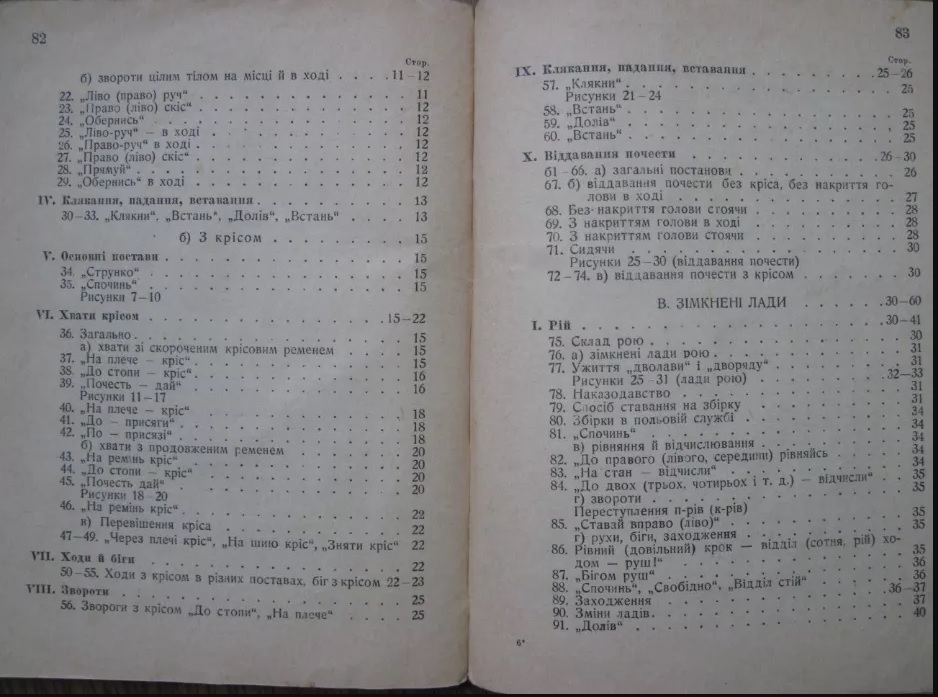 82
Стор.
б) звороти цілим тілом на місці й в ході . . . . 11—12
22. „Ліво (право) руч“ . . . . . . . . 11
23. „Право (ліво) скіс“ . . . . . . . . 12
24. „Обернись“ . . . . . . . . 12
25. „Ліво-руч“ — в ході . . . . . . . . 12
26. „Право-руч“ в ході . . . . . . . . 12
27. „Право (ліво) скіс“ . . . . . . . . 12
28. „Прямуй“ . . . . . . . . 12
29. „Обернись“ в ході . . . . . . . . 12
IV. Клякання, падання, вставання . . . . . . . . 13
30—33. „Клякни“, „Встань“, „Долів“, „Встань“ . . . . 13
б) З крісом . . . . . . . . 15
V. Основні постави . . . . . . . . 15
34. „Струнко“ . . . . . . . . 15
35. „Спочинь“ . . . . . . . . 15
Рисунки 7—10
VI. Хвати крісом . . . . . . . . 15—22
36. Загально . . . . . . . . 15
а) хвати зі скороченим крісовим ременем 15
37. „На плече — кріс“ . . . . . . . . 15
38. „До стопи — кріс“ . . . . . . . . 16
39. „Почесть — дай“ . . . . . . . . 16
Рисунки 11—17
40. „На плече — кріс“ . . . . . . . . 18
41. „До — присяги“ . . . . . . . . 18
42. „По — присязі“ . . . . . . . . 18
б) хвати з продовженим ременем 20
43. „На ремінь кріс“ . . . . . . . . 20
44. „До стопи — кріс“ . . . . . . . . 20
45. „Почесть дай“ . . . . . . . . 20
Рисунки 18—20
46. „На ремінь кріс“ . . . . . . . . 22
в) Перевішення кріса . . . . . . . . 22
47—49. „Через плечі кріс“, „На шию кріс“, „Зняти кріс“ 22
VII. Ходи й біги . . . . . . . . 22
50—55. Ходи з крісом в різних поставах, біг з крісом 22—23
VIII. Звороти . . . . . . . . 25
56. Звороги з крісом „До стопи“, „На плече“ . . . . 25
83
Стор.
IX. Клякання, падання, вставання . . . . . . . . 25—26
57. „Клякни“ . . . . . . . . 25
Рисунки 21—24
58. „Встань“ . . . . . . . . 25
59. „Долів“ . . . . . . . . 25
60. „Встань“ . . . . . . . . 25
X. Віддавання почести . . . . . . . . 26—30
61—66. а) загальні постанови . . . . . . . . 26
67. б) віддавання почести без кріса, без накриття го-
лови в ході . . . . . . . . 27
68. Без накриття голови стоячи . . . . . . . . 28
69. З накриттям голови в ході . . . . . . . . 28
70. З накриттям голови стоячи . . . . . . . . 28
71. Сидячи . . . . . . . . 30
Рисунки 25—30 (віддавання почести)
72—74. в) віддавання почести з крісом . . . . 30
В. ЗІМКНЕНІ ЛАДИ . . . . . . 30—60
I. Рій . . . . . . . . 30—41
75. Склад рою . . . . . . . . 30
76. а) зімкнені лади рою . . . . . . . . 31
77. Ужиття „дволави“ і „дворяду“ . . . . . . . . 31
Рисунки 25—31 (лади рою) . . . . . . . . 32—33
78. Наказодавство . . . . . . . . 31
79. Спосіб ставання на збірку . . . . . . . . 31
80. Збірки в польовій службі . . . . . . . . 34
81. „Спочинь“ . . . . . . . . 34
в) рівняння й відчислювання . . . . . . . . 34
82. „До правого (лівого, середини) рівняйсь . . 34
83. „На стан — відчисли“ . . . . . . . . 34
84. „До двох (трьох, чотирьох і т. д.) — відчисли“ . . 35
г) звороти . . . . . . . . 35
Переступлення п-рів (к-рів)
85. „Ставай вправо (ліво)“ . . . . . . . . 35
г) рухи, біги, заходження . . . . . . . . 35
86. Рівний (довільний) крок — відділ (сотня, рій) хо-
дом — руш!“ . . . . . . . . 35
87. „Бігом руш“ . . . . . . . . 36
88. „Спочинь“, „Свобідно“, „Відділ стій“ . . . . 36
89. Заходження . . . . . . . . 36—37
90. Зміни ладів . . . . . . . . 37
91. „Долів“ . . . . . . . . 40
6*